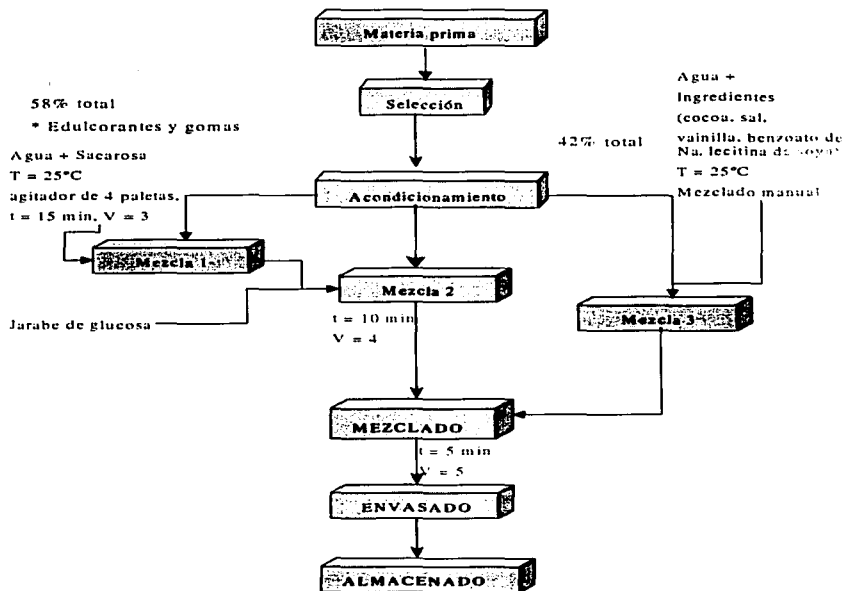 Materia prima
Selección
58% total
* Edulcorantes y gomas
Agua + Sacarosa
T = 25°C
agitador de 4 paletas,
t = 15 min, V = 3
42% total
Agua +
Ingredientes
(cocoa, sal,
vainilla, benzoato de
Na, lecitina de soya)
T = 25°C
Mezclado manual
Acondicionamiento
Mezcla 1
Mezcla 2
Jarabe de glucosa
t = 10 min
V = 4
Mezcla 3
MEZCLADO
t = 5 min
V = 5
ENVASADO
ALMACENADO